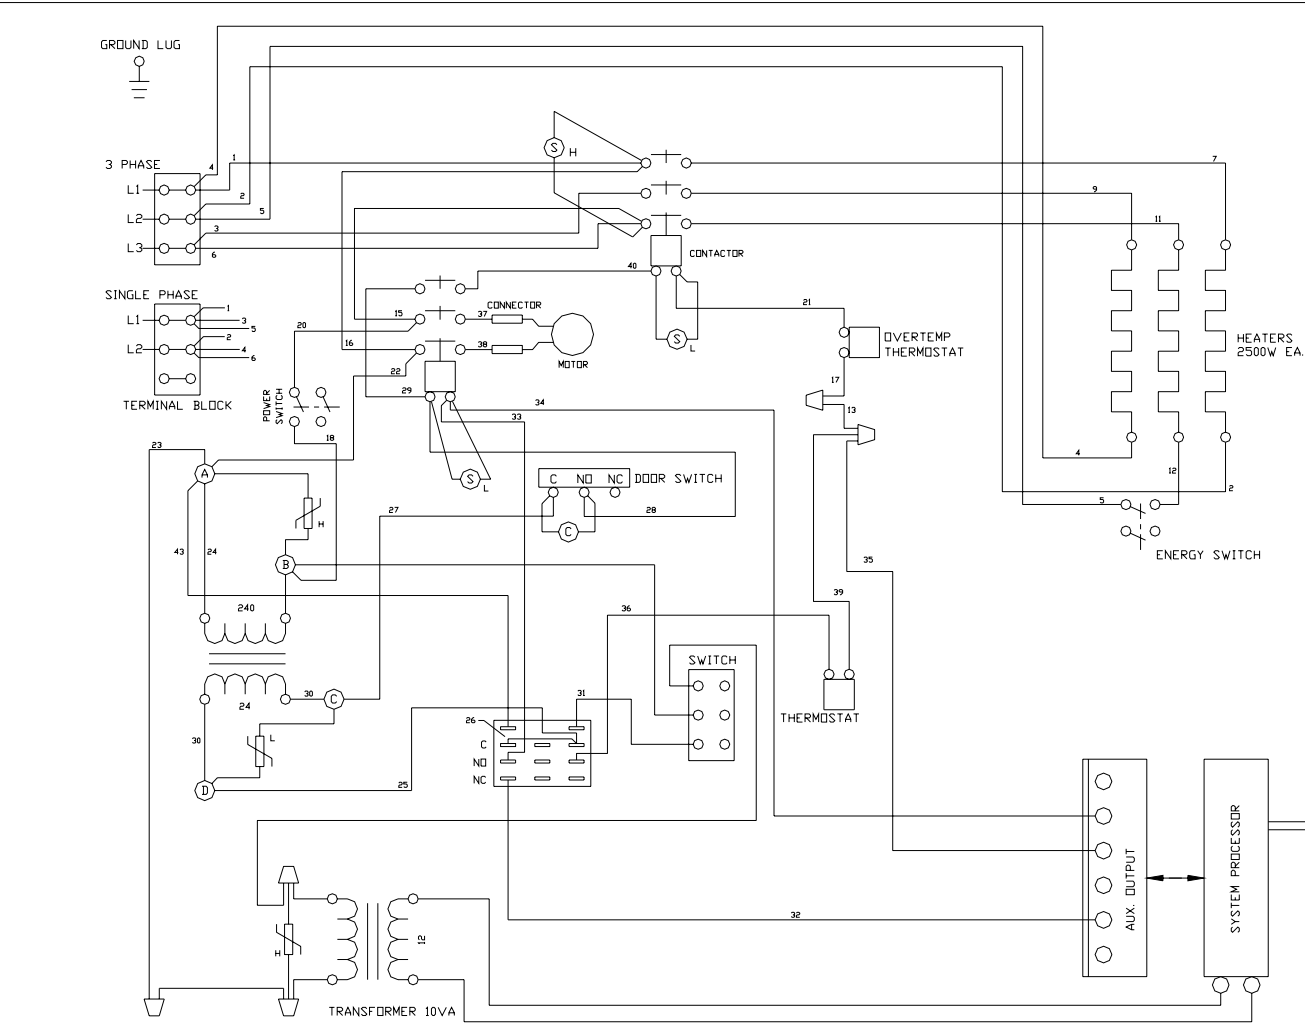 GROUND LUG
3 PHASE
L1
L2
L3
4
1
2
5
3
6
SINGLE PHASE
L1
L2
1
3
5
2
4
6
TERMINAL BLOCK
S
H
7
9
11
CONTACTOR
40
21
S
L
CONNECTOR
15
37
16
38
MOTOR
20
22
29
33
34
POWER
SWITCH
18
OVERTEMP
THERMOSTAT
17
13
HEATERS
2500W EA.
4
12
2
5
ENERGY SWITCH
23
A
H
S
L
C
NO
NC
DOOR SWITCH
27
28
C
43
24
B
35
39
36
240
24
30
C
30
L
D
25
SWITCH
31
26
C
NO
NC
THERMOSTAT
H
12
32
TRANSFORMER 10VA
AUX. OUTPUT
SYSTEM PROCESSOR